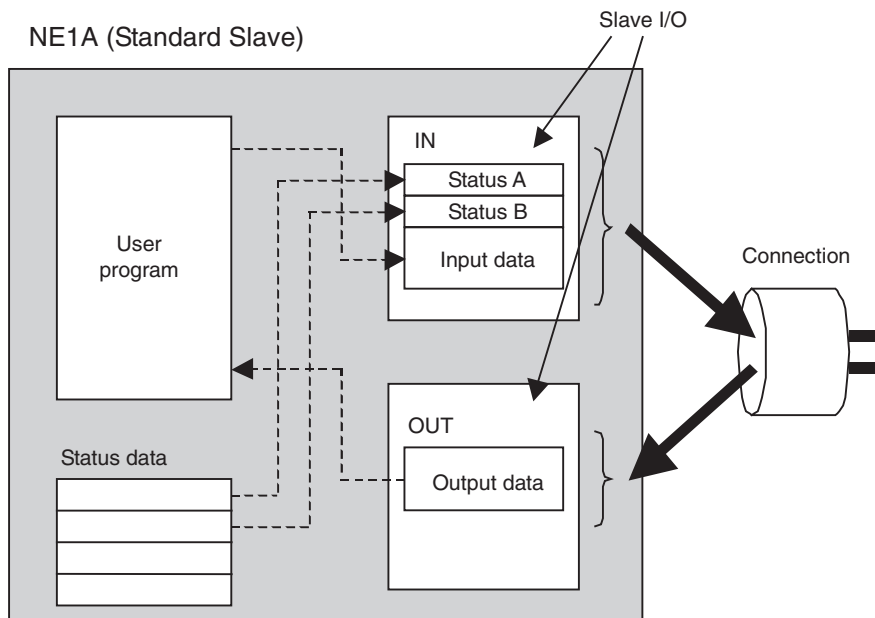 Slave I/O
NE1A (Standard Slave)
IN
Status A
Status B
Input data
User
program
Connection
OUT
Output data
Status data